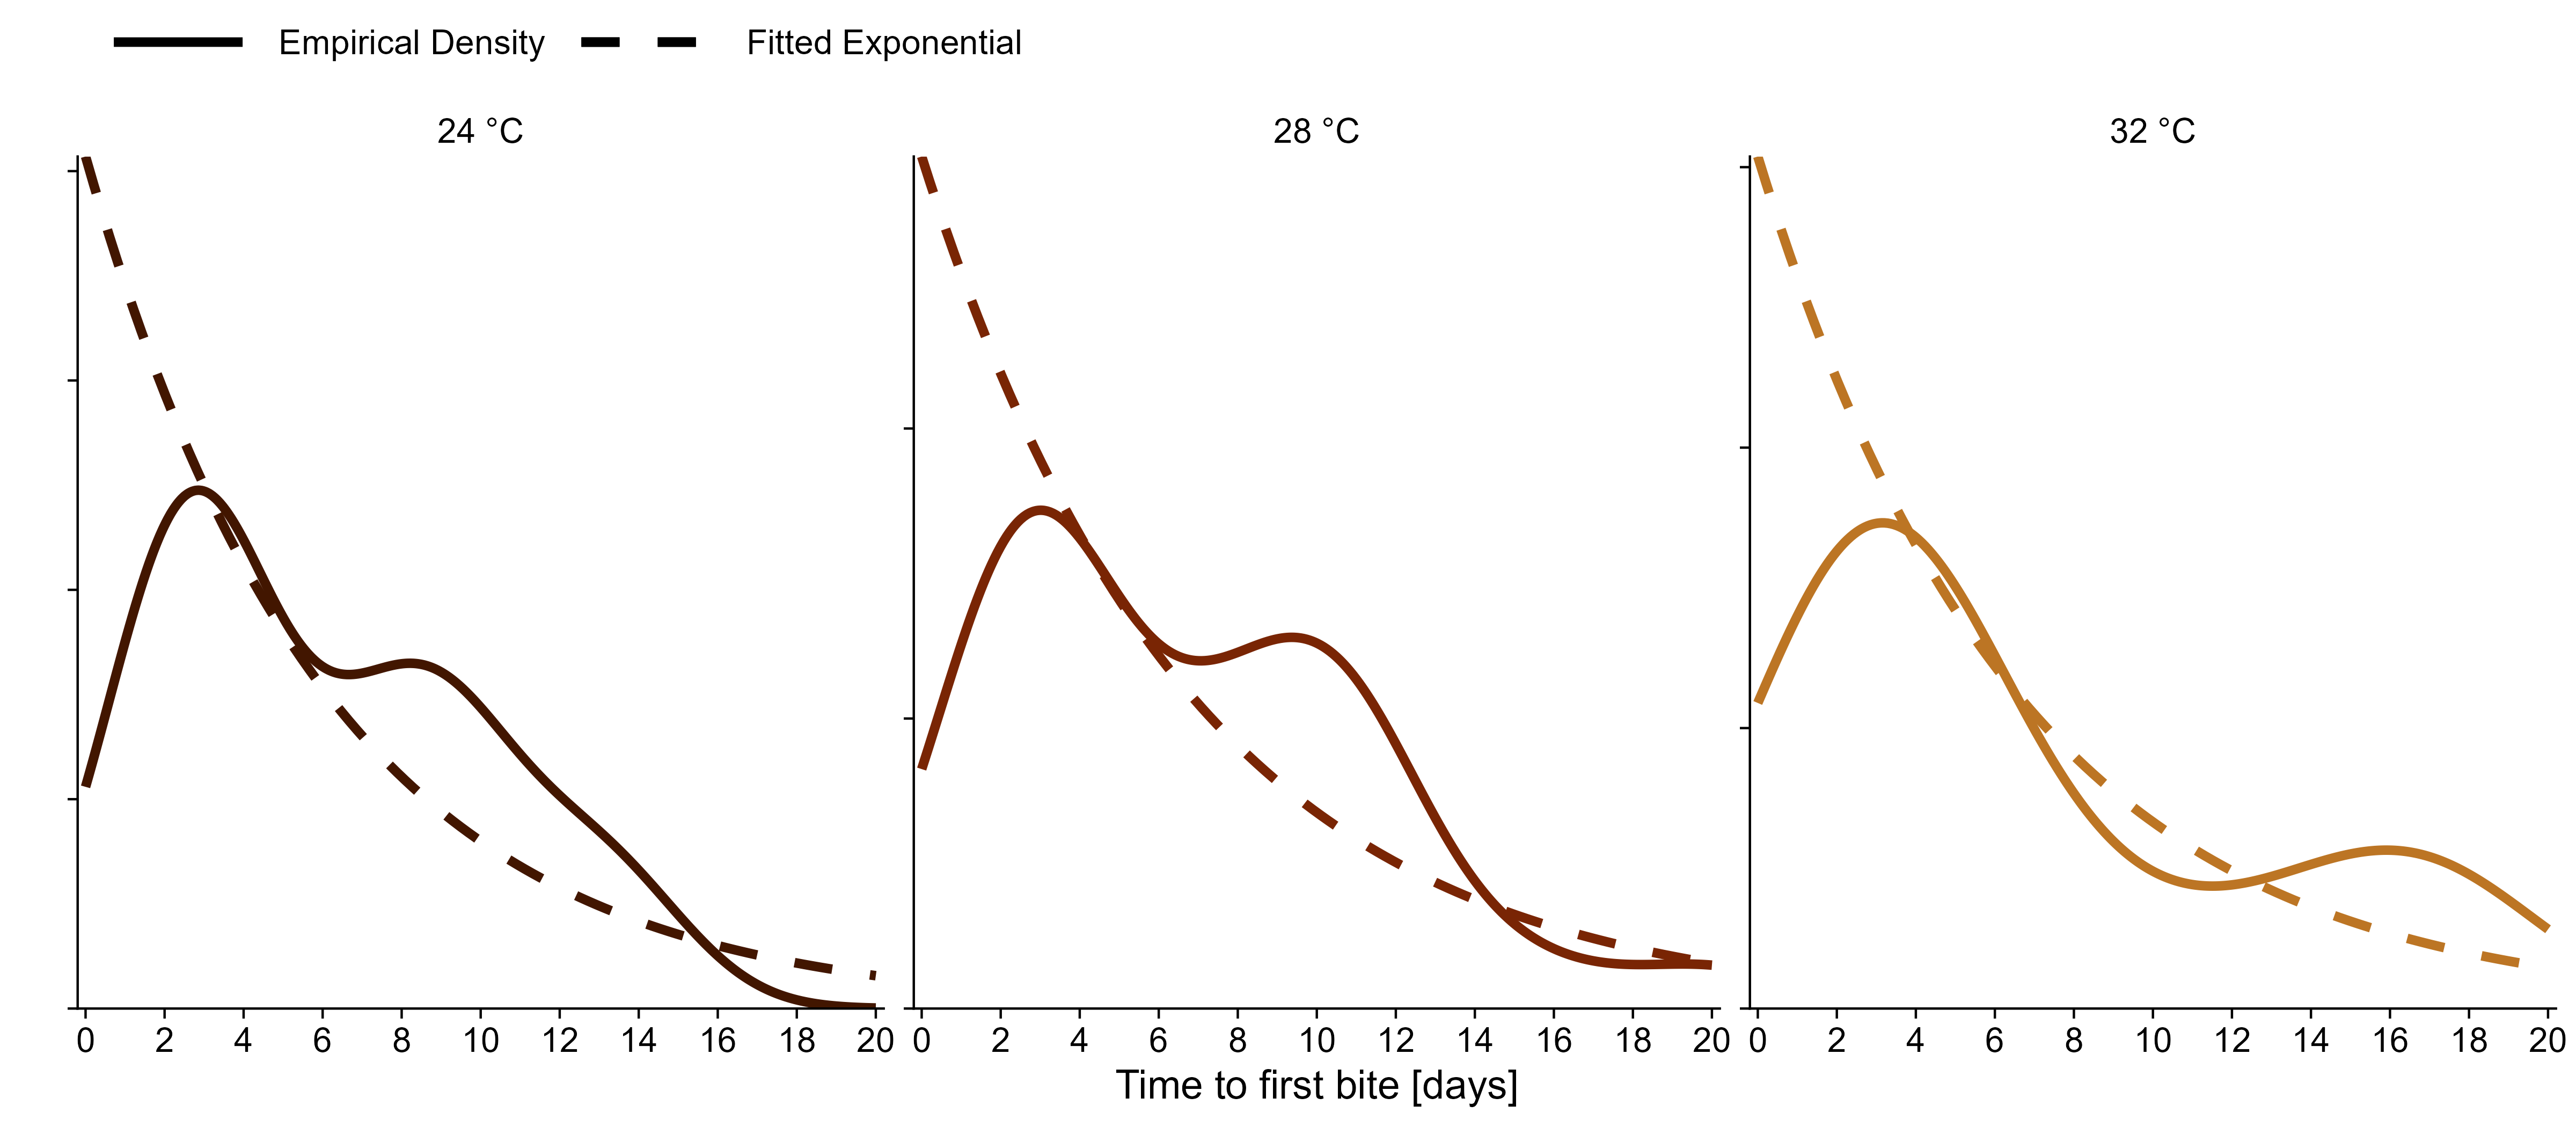 Empirical Density Fitted Exponential
24 °C 28 °C 32 °C
0 2 4 6 8 10 12 14 16 18 20 0 2 4 6 8 10 12 14 16 18 20 0 2 4 6 8 10 12 14 16 18 20
Time to first bite [days]